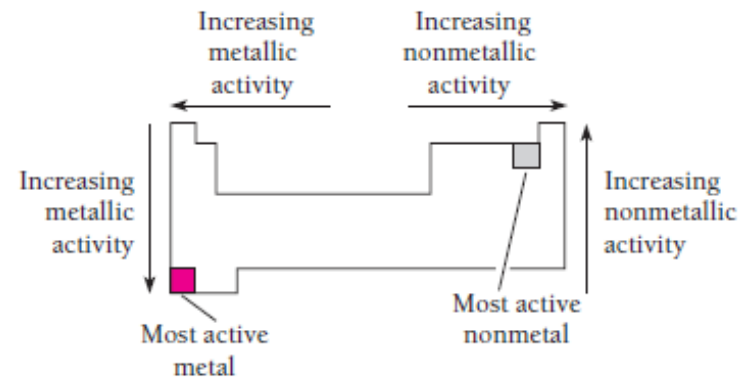 Increasing
metallic
activity
Increasing
nonmetallic
activity
Increasing
metallic
activity
Increasing
nonmetallic
activity
Most active
metal
Most active
nonmetal